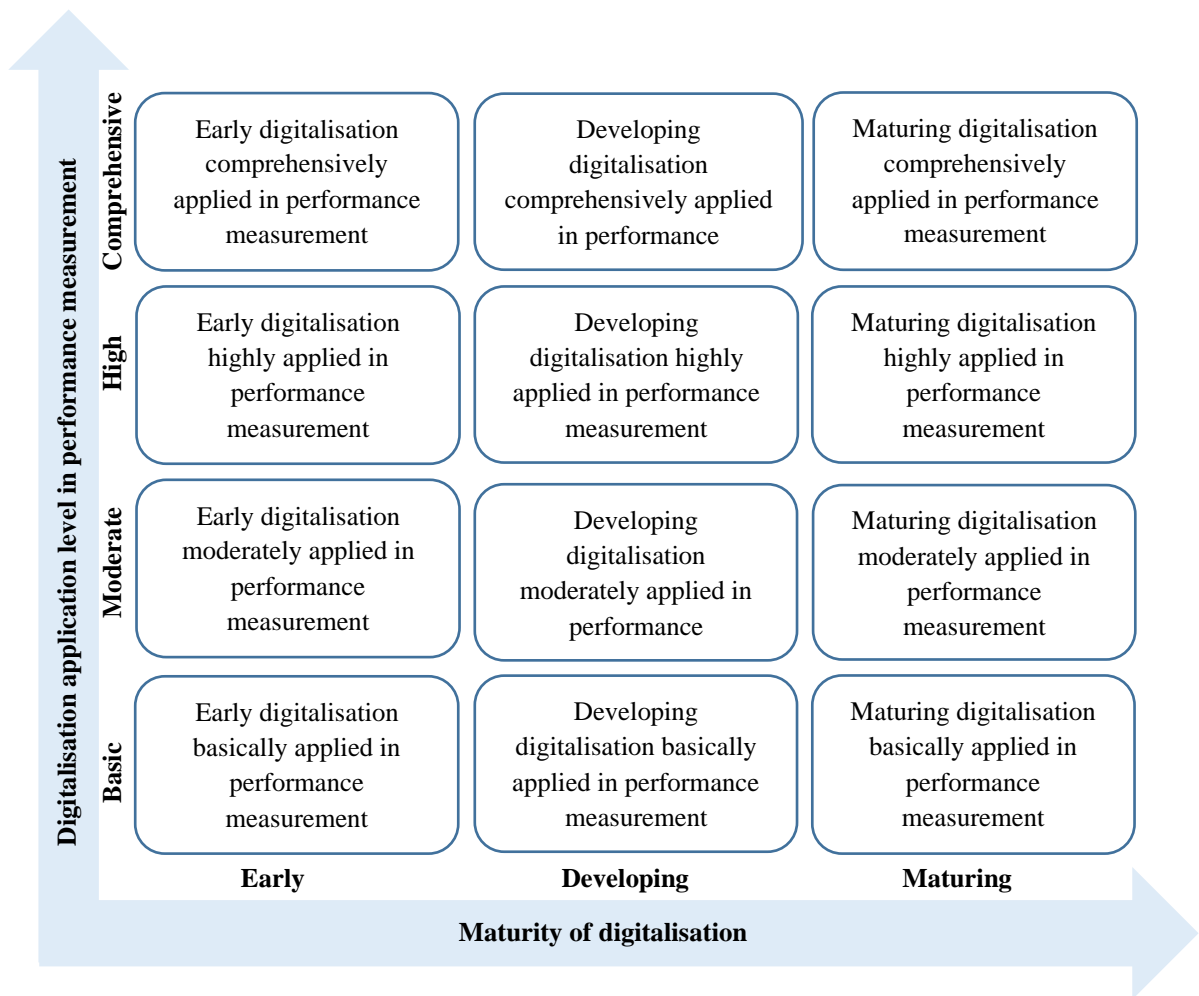 Digitalisation application level in performance measurement
Comprehensive
Early digitalisation
comprehensively
applied in performance
measurement
Developing
digitalisation
comprehensively applied
in performance
Maturing digitalisation
comprehensively
applied in performance
measurement
High
Early digitalisation
highly applied in
performance
measurement
Developing
digitalisation highly
applied in performance
measurement
Maturing digitalisation
highly applied in
performance
measurement
Moderate
Early digitalisation
moderately applied in
performance
measurement
Developing
digitalisation
moderately applied in
performance
Maturing digitalisation
moderately applied in
performance
measurement
Basic
Early digitalisation
basically applied in
performance
measurement
Developing
digitalisation basically
applied in performance
measurement
Maturing digitalisation
basically applied in
performance
measurement
Early
Developing
Maturing
Maturity of digitalisation